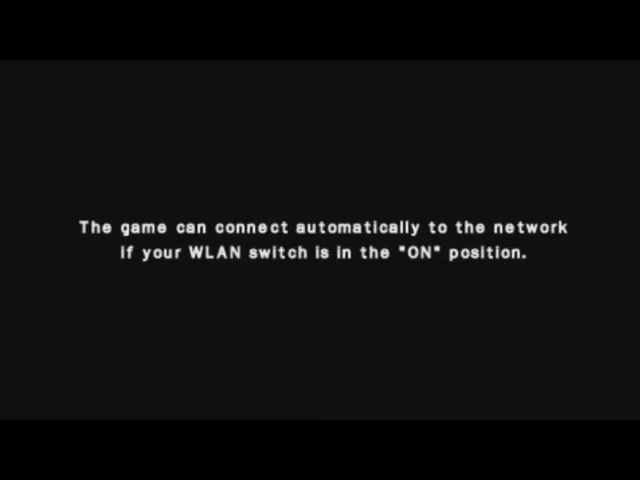 The game can connect automatically to the network
if your WLAN switch is in the "ON" position.